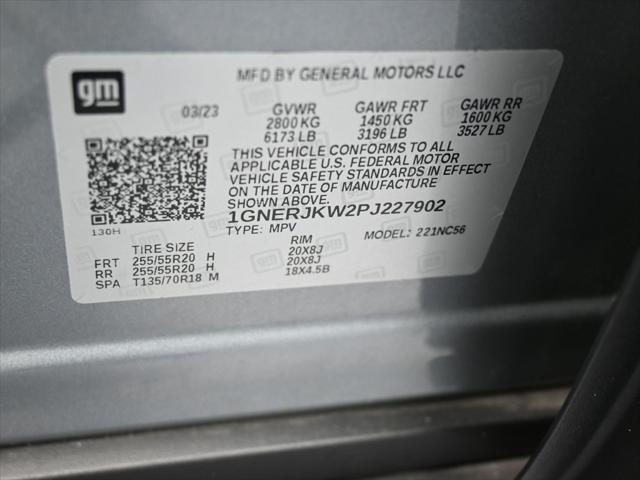 gm
MFD BY GENERAL MOTORS LLC
03/23 GVWR GAWR FRT GAWR RR
2800 KG 1450 KG 1600 KG
6173 LB 3196 LB 3527 LB
THIS VEHICLE CONFORMS TO ALL
APPLICABLE U.S. FEDERAL MOTOR
VEHICLE SAFETY STANDARDS IN EFFECT
ON THE DATE OF MANUFACTURE
SHOWN ABOVE.
1GNERJKW2PJ227902
130H TYPE: MPV MODEL: 221NC56
TIRE SIZE RIM
FRT 255/55R20 H 20X8J
RR 255/55R20 H 20X8J
SPA T135/70R18 M 18X4.5B